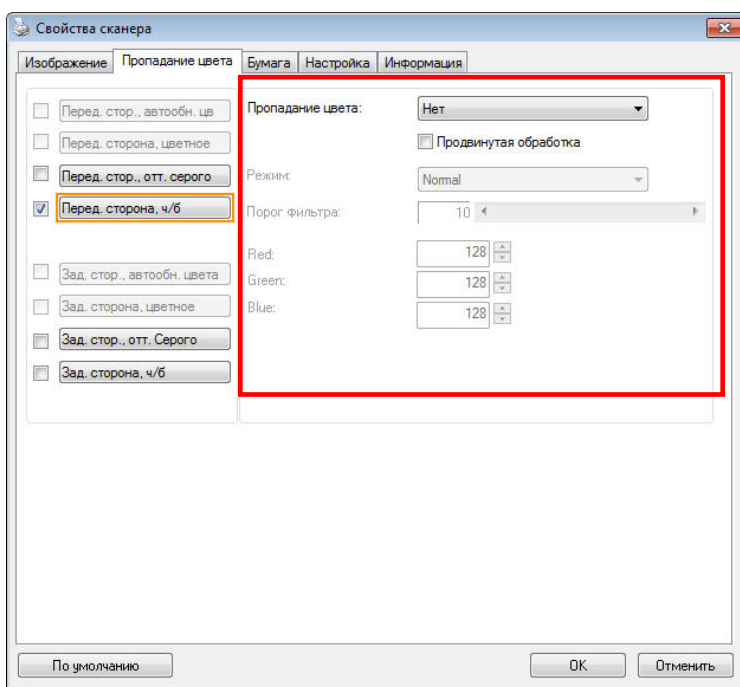 Свойства сканера
Изображение Пропадание цвета Бумага Настройка Информация
Перед. стор., автообн. цв
Перед. сторона, цветное
Перед. стор., отт. серого
Перед. сторона, ч/б
Зад. стор., автообн. цвета
Зад. сторона, цветное
Зад. стор., отт. Серого
Зад. сторона, ч/б
Пропадание цвета: Нет
Продвинутая обработка
Режим: Normal
Порог фильтра: 10
Red: 128
Green: 128
Blue: 128
По умолчанию OK Отменить